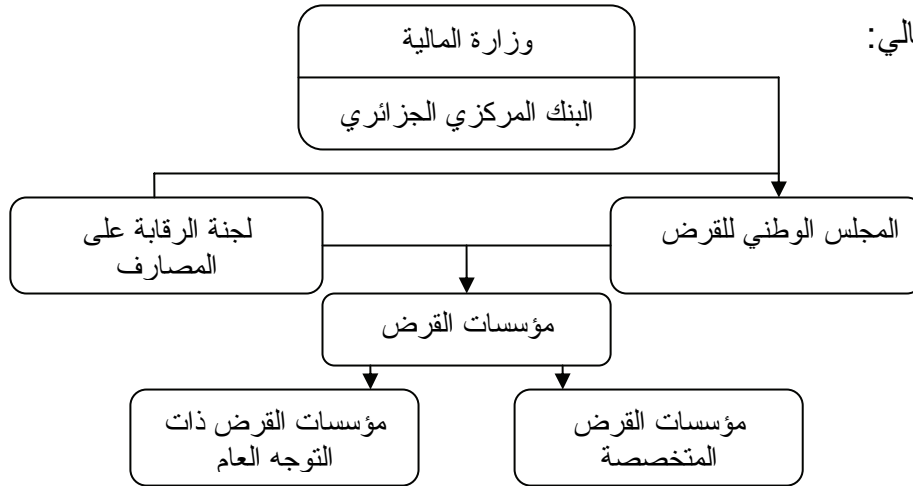 الي:
وزارة المالية
البنك المركزي الجزائري
المجلس الوطني للقرض
لجنة الرقابة على
المصارف
مؤسسات القرض
مؤسسات القرض
المتخصصة
مؤسسات القرض ذات
التوجه العام